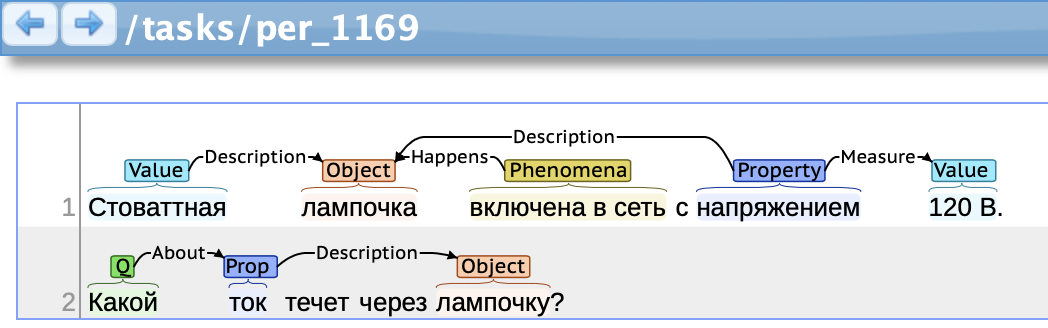 /tasks/per_1169
Description
Value Description Object Happens Phenomena Property Measure Value
1 Стоваттная лампочка включена в сеть с напряжением 120 В.
Q About Prop Description Object
2 Какой ток течет через лампочку?